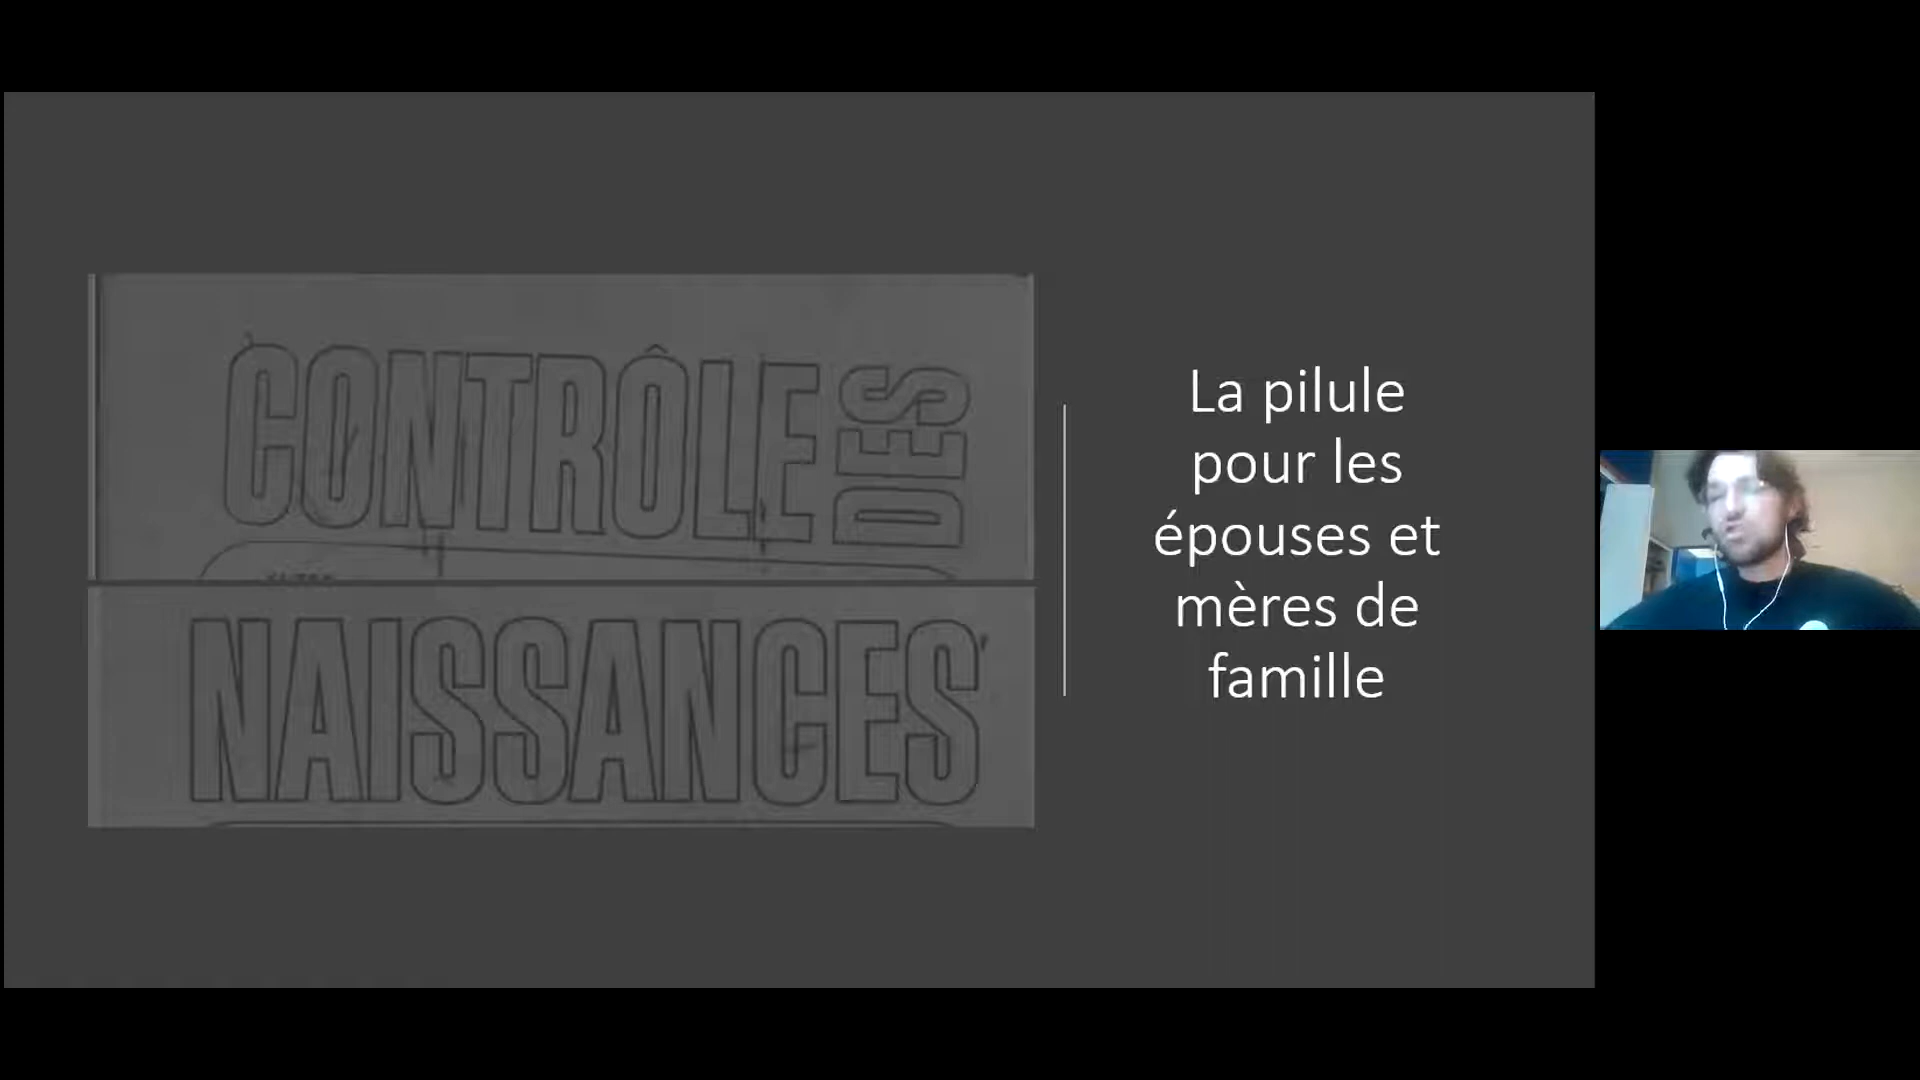 CONTRÔLE DES
NAISSANCES
La pilule
pour les
épouses et
mères de
famille